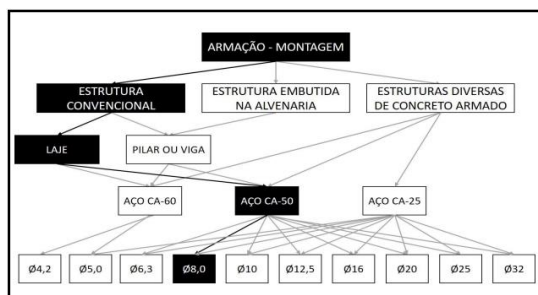 ARMAÇÃO - MONTAGEM
ESTRUTURA
CONVENCIONAL
ESTRUTURA EMBUTIDA
NA ALVENARIA
ESTRUTURAS DIVERSAS
DE CONCRETO ARMADO
LAJE
PILAR OU VIGA
AÇO CA-60
AÇO CA-50
AÇO CA-25
Ø4,2
Ø5,0
Ø6,3
Ø8,0
Ø10
Ø12,5
Ø16
Ø20
Ø25
Ø32